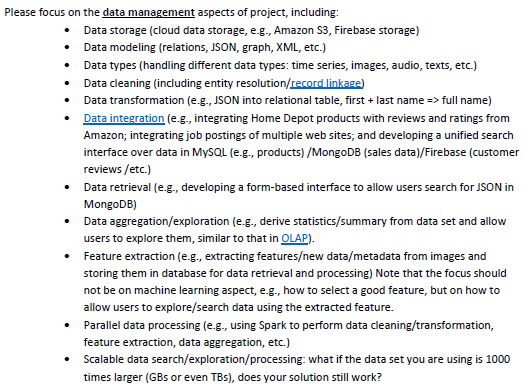 Please focus on the data management aspects of project, including:
• Data storage (cloud data storage, e.g., Amazon S3, Firebase storage)
• Data modeling (relations, JSON, graph, XML, etc.)
• Data types (handling different data types: time series, images, audio, texts, etc.)
• Data cleaning (including entity resolution/record linkage)
• Data transformation (e.g., JSON into relational table, first + last name => full name)
• Data integration (e.g., integrating Home Depot products with reviews and ratings from
Amazon; integrating job postings of multiple web sites; and developing a unified search
interface over data in MySQL (e.g., products) /MongoDB (sales data)/Firebase (customer
reviews /etc.)
• Data retrieval (e.g., developing a form-based interface to allow users search for JSON in
MongoDB)
• Data aggregation/exploration (e.g., derive statistics/summary from data set and allow
users to explore them, similar to that in OLAP).
• Feature extraction (e.g., extracting features/new data/metadata from images and
storing them in database for data retrieval and processing) Note that the focus should
not be on machine learning aspect, e.g., how to select a good feature, but on how to
allow users to explore/search data using the extracted feature.
• Parallel data processing (e.g., using Spark to perform data cleaning/transformation,
feature extraction, data aggregation, etc.)
• Scalable data search/exploration/processing: what if the data set you are using is 1000
times larger (GBs or even TBs), does your solution still work?